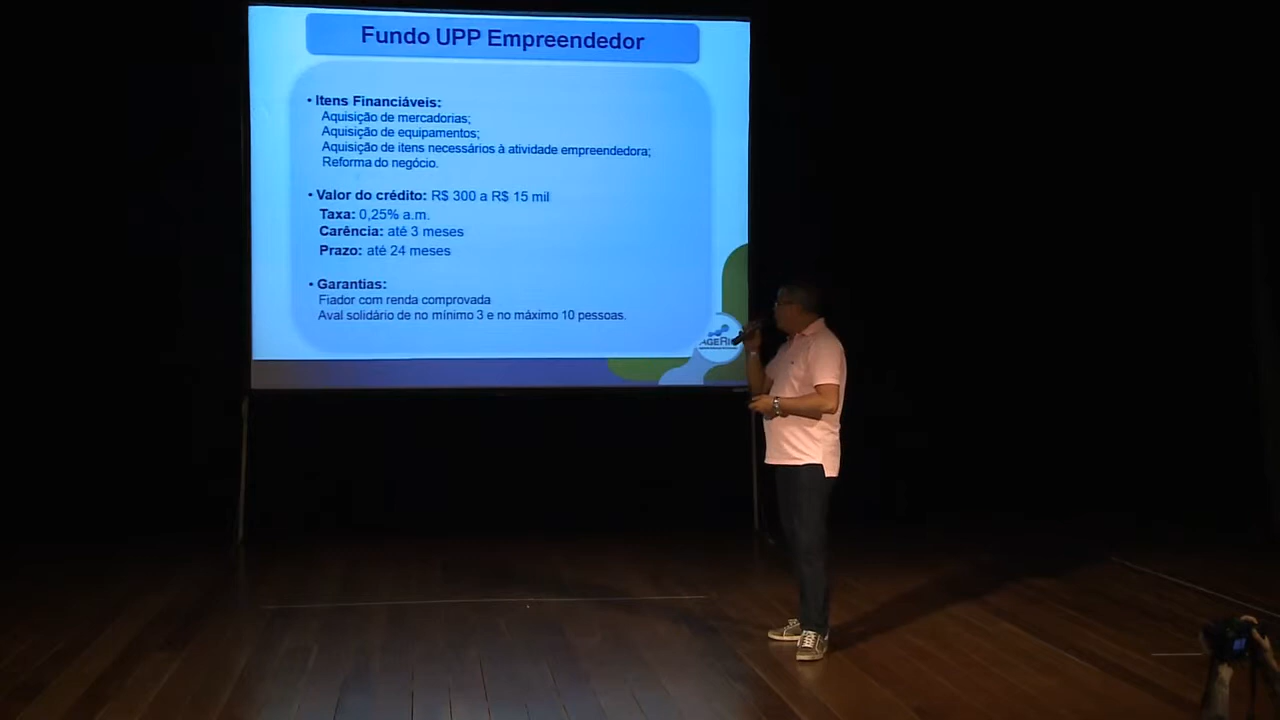 Fundo UPP Empreendedor
• Itens Financiáveis:
Aquisição de mercadorias;
Aquisição de equipamentos;
Aquisição de itens necessários à atividade empreendedora;
Reforma do negócio.
• Valor do crédito: R$ 300 a R$ 15 mil
Taxa: 0,25% a.m.
Carência: até 3 meses
Prazo: até 24 meses
• Garantias:
Fiador com renda comprovada
Aval solidário de no mínimo 3 e no máximo 10 pessoas.